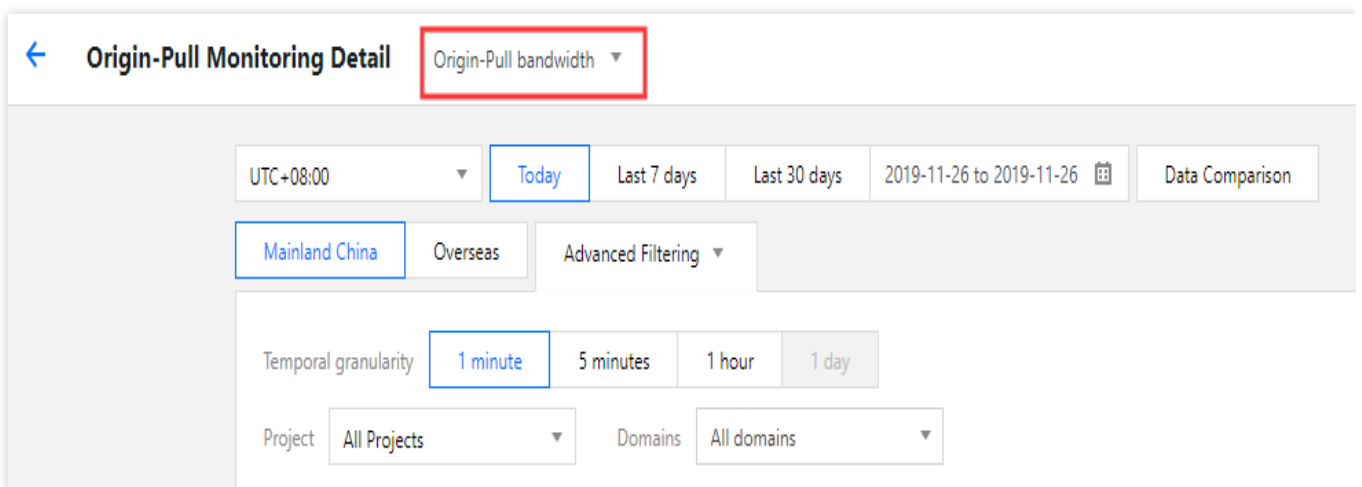 Origin-Pull Monitoring Detail Origin-Pull bandwidth
UTC+08:00 Today Last 7 days Last 30 days 2019-11-26 to 2019-11-26 Data Comparison
Mainland China Overseas Advanced Filtering
Temporal granularity 1 minute 5 minutes 1 hour 1 day
Project All Projects Domains All domains